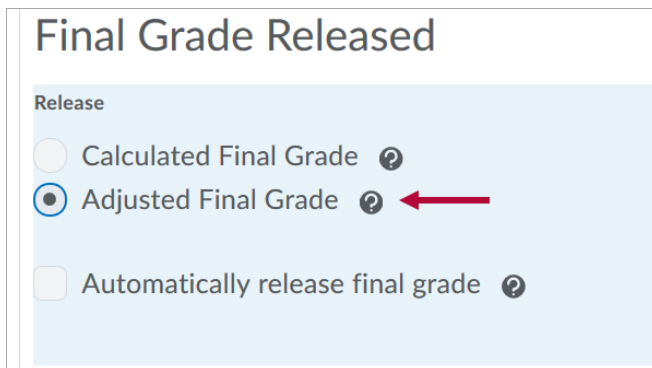 Final Grade Released
Release
Calculated Final Grade ?
Adjusted Final Grade ?
Automatically release final grade ?